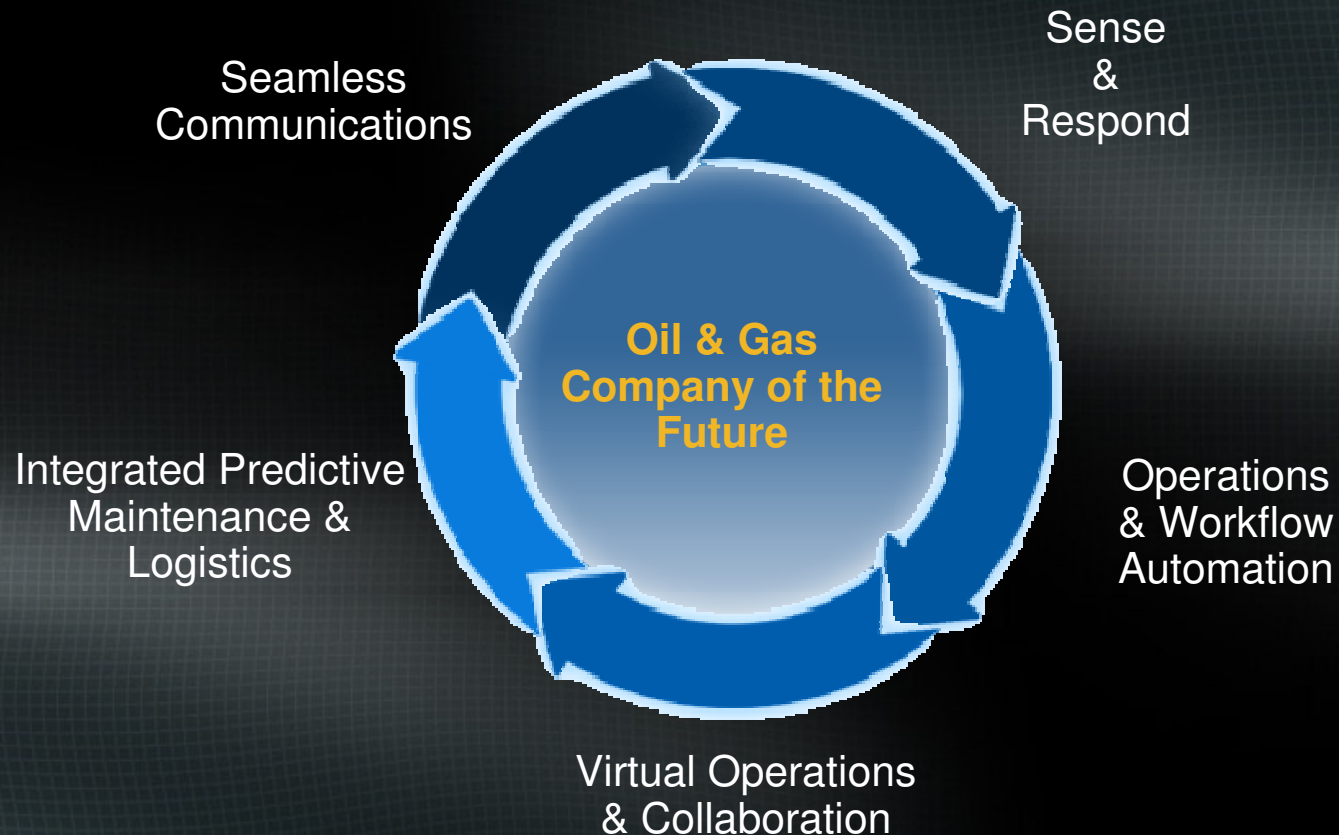 Seamless
Communications
Sense
&
Respond
Oil & Gas
Company of the
Future
Integrated Predictive
Maintenance &
Logistics
Operations
& Workflow
Automation
Virtual Operations
& Collaboration